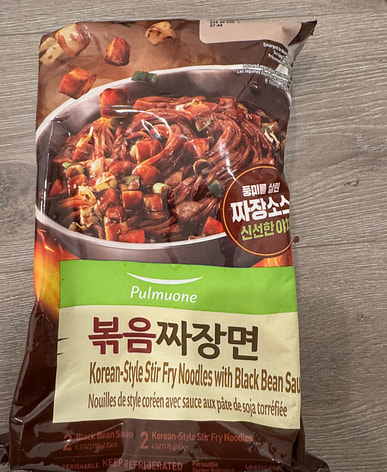 풍미를 살린
짜장소스
신선한 야채
Pulmuone
볶음짜장면
Korean-Style Stir Fry Noodles with Black Bean Sau
Nouilles de style coréen avec sauce aux pâte de soja torréfiée
2 Black Bean Sauce 2 Korean-Style Stir Fry Noodles
PERISHABLE KEEP REFRIGERATED